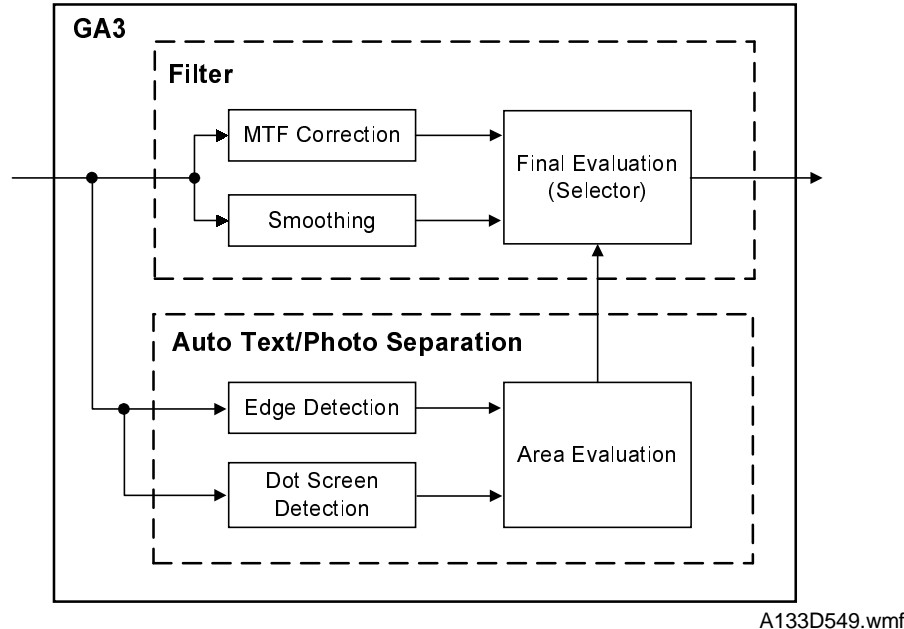 GA3
Filter
MTF Correction
Smoothing
Final Evaluation
(Selector)
Auto Text/Photo Separation
Edge Detection
Dot Screen
Detection
Area Evaluation
A133D549.wmf